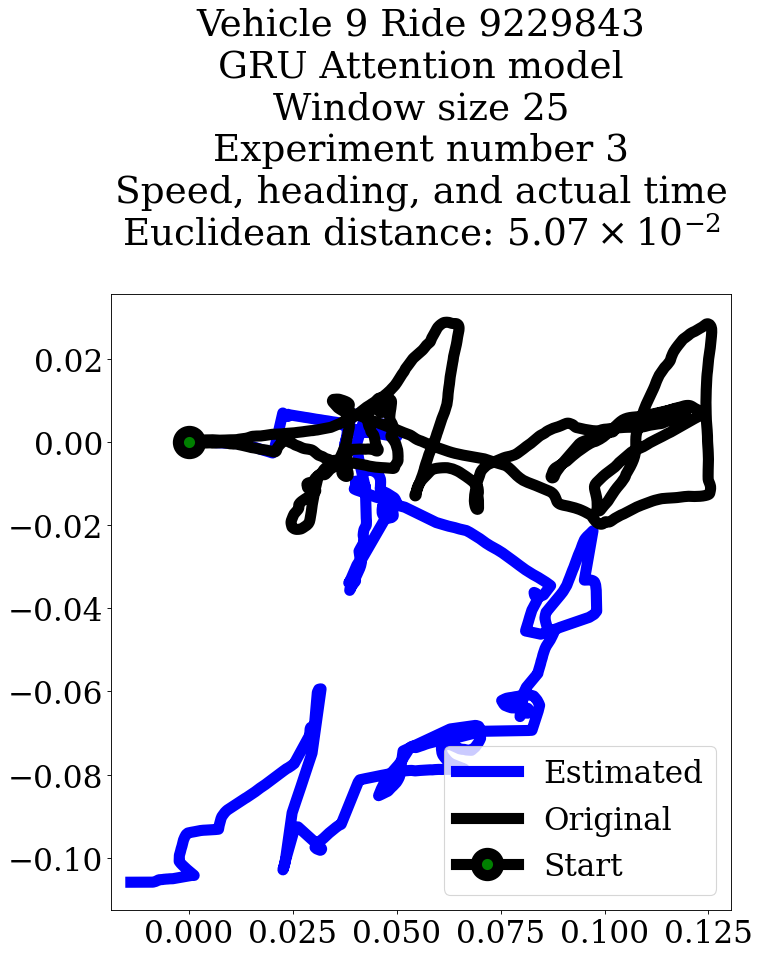 Vehicle 9 Ride 9229843
GRU Attention model
Window size 25
Experiment number 3
Speed, heading, and actual time
Euclidean distance: 5.07 × 10⁻²
0.02
0.00
−0.02
−0.04
−0.06
−0.08
−0.10
Estimated
Original
Start
0.000 0.025 0.050 0.075 0.100 0.125